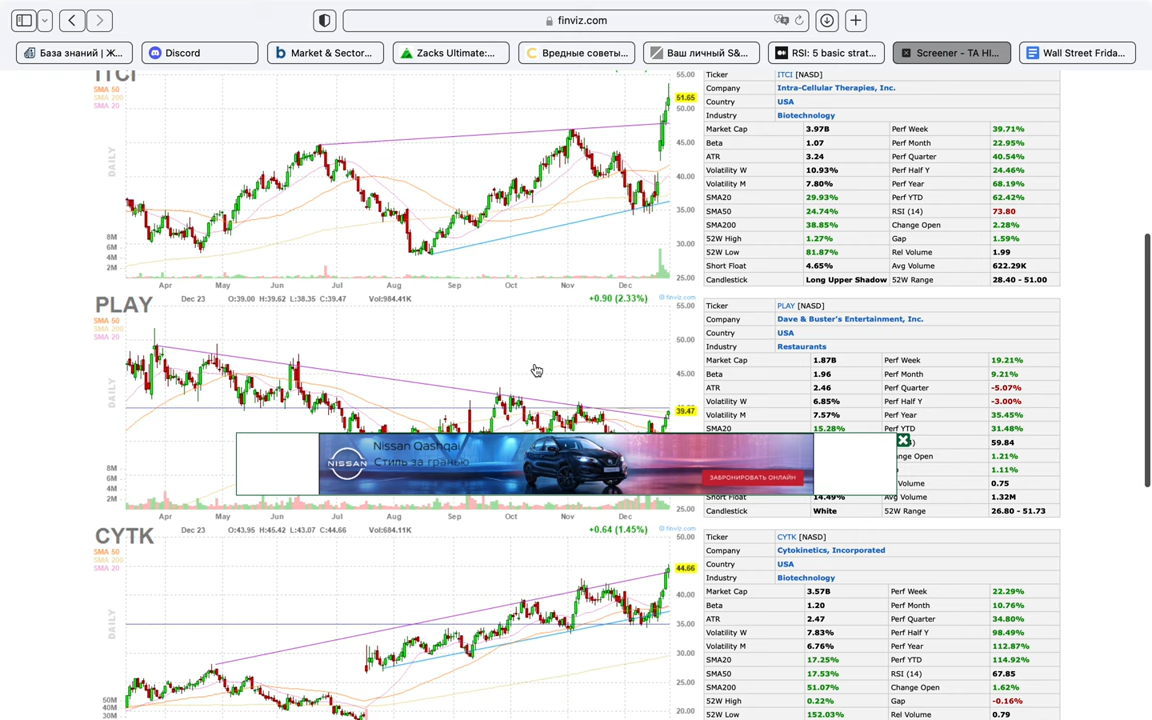 finviz.com
База знаний | Ж...
Discord
Market & Sector...
Zacks Ultimate:...
Вредные советы...
Ваш личный S&...
RSI: 5 basic strat...
Screener - TA HI...
Wall Street Frida...
ITCI
SMA 50
SMA 200
SMA 20
DAILY
55.00
51.65
50.00
45.00
40.00
35.00
30.00
25.00
8M
6M
4M
2M
Apr May Jun Jul Aug Sep Oct Nov Dec
Ticker ITCI [NASD]
Company Intra-Cellular Therapies, Inc.
Country USA
Industry Biotechnology
Market Cap 3.97B Perf Week 39.71%
Beta 1.07 Perf Month 22.95%
ATR 3.24 Perf Quarter 40.54%
Volatility W 10.93% Perf Half Y 24.46%
Volatility M 7.80% Perf Year 68.19%
SMA20 29.93% Perf YTD 62.42%
SMA50 24.74% RSI (14) 73.80
SMA200 38.85% Change Open 2.28%
52W High 1.27% Gap 1.59%
52W Low 81.87% Rel Volume 1.99
Short Float 4.65% Avg Volume 622.29K
Candlestick Long Upper Shadow 52W Range 28.40 - 51.00
PLAY
Dec 23 O:39.00 H:39.62 L:38.35 C:39.47 Vol:984.41K +0.90 (2.33%) © finviz.com
SMA 50
SMA 200
SMA 20
DAILY
55.00
50.00
45.00
39.47
25.00
8M
6M
4M
2M
Apr May Jun Jul Aug Sep Oct Nov Dec
Ticker PLAY [NASD]
Company Dave & Buster's Entertainment, Inc.
Country USA
Industry Restaurants
Market Cap 1.87B Perf Week 19.21%
Beta 1.96 Perf Month 9.21%
ATR 2.46 Perf Quarter -5.07%
Volatility W 6.85% Perf Half Y -3.00%
Volatility M 7.57% Perf Year 35.45%
SMA20 15.28% Perf YTD 31.48%
59.84
ange Open 1.21%
1.11%
Volume 0.75
Short Float 14.49% Avg Volume 1.32M
Candlestick White 52W Range 26.80 - 51.73
Nissan Qashqai
Стиль за гранью
NISSAN
ЗАБРОНИРОВАТЬ ОНЛАЙН
CYTK
Dec 23 O:43.95 H:45.42 L:43.07 C:44.66 Vol:684.11K +0.64 (1.45%) © finviz.com
SMA 50
SMA 200
SMA 20
DAILY
50.00
44.66
40.00
35.00
30.00
25.00
20.00
50M
40M
30M
Ticker CYTK [NASD]
Company Cytokinetics, Incorporated
Country USA
Industry Biotechnology
Market Cap 3.57B Perf Week 22.29%
Beta 1.20 Perf Month 10.76%
ATR 2.47 Perf Quarter 34.80%
Volatility W 7.83% Perf Half Y 98.49%
Volatility M 6.76% Perf Year 112.87%
SMA20 17.25% Perf YTD 114.92%
SMA50 17.53% RSI (14) 67.85
SMA200 51.07% Change Open 1.62%
52W High 0.22% Gap -0.16%
52W Low 152.03% Rel Volume 0.79